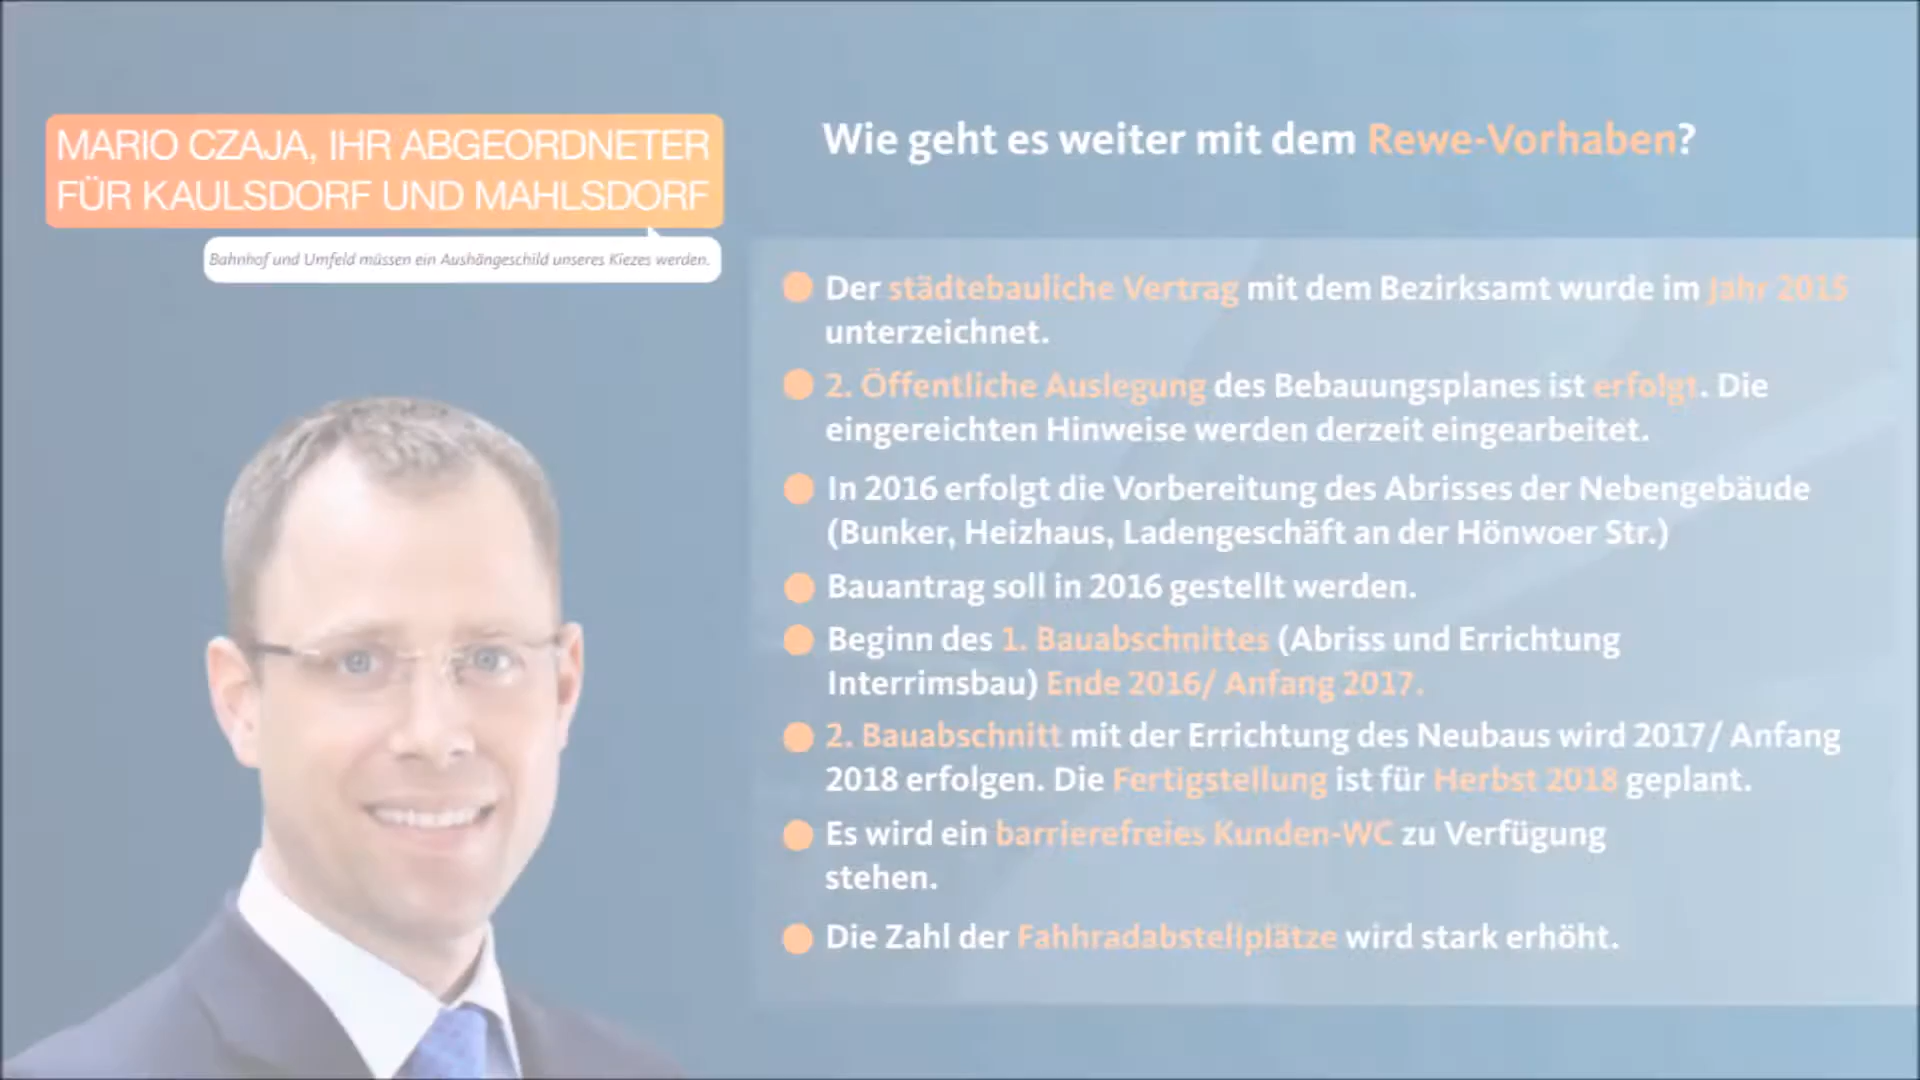 MARIO CZAJA, IHR ABGEORDNETER
FÜR KAULSDORF UND MAHLSDORF
Bahnhof und Umfeld müssen ein Aushängeschild unseres Kiezes werden.
Wie geht es weiter mit dem Rewe-Vorhaben?
Der städtebauliche Vertrag mit dem Bezirksamt wurde im Jahr 2015
unterzeichnet.
2. Öffentliche Auslegung des Bebauungsplanes ist erfolgt. Die
eingereichten Hinweise werden derzeit eingearbeitet.
In 2016 erfolgt die Vorbereitung des Abrisses der Nebengebäude
(Bunker, Heizhaus, Ladengeschäft an der Hönwoer Str.)
Bauantrag soll in 2016 gestellt werden.
Beginn des 1. Bauabschnittes (Abriss und Errichtung
Interrimsbau) Ende 2016/ Anfang 2017.
2. Bauabschnitt mit der Errichtung des Neubaus wird 2017/ Anfang
2018 erfolgen. Die Fertigstellung ist für Herbst 2018 geplant.
Es wird ein barrierefreies Kunden-WC zu Verfügung
stehen.
Die Zahl der Fahhradabstellplätze wird stark erhöht.